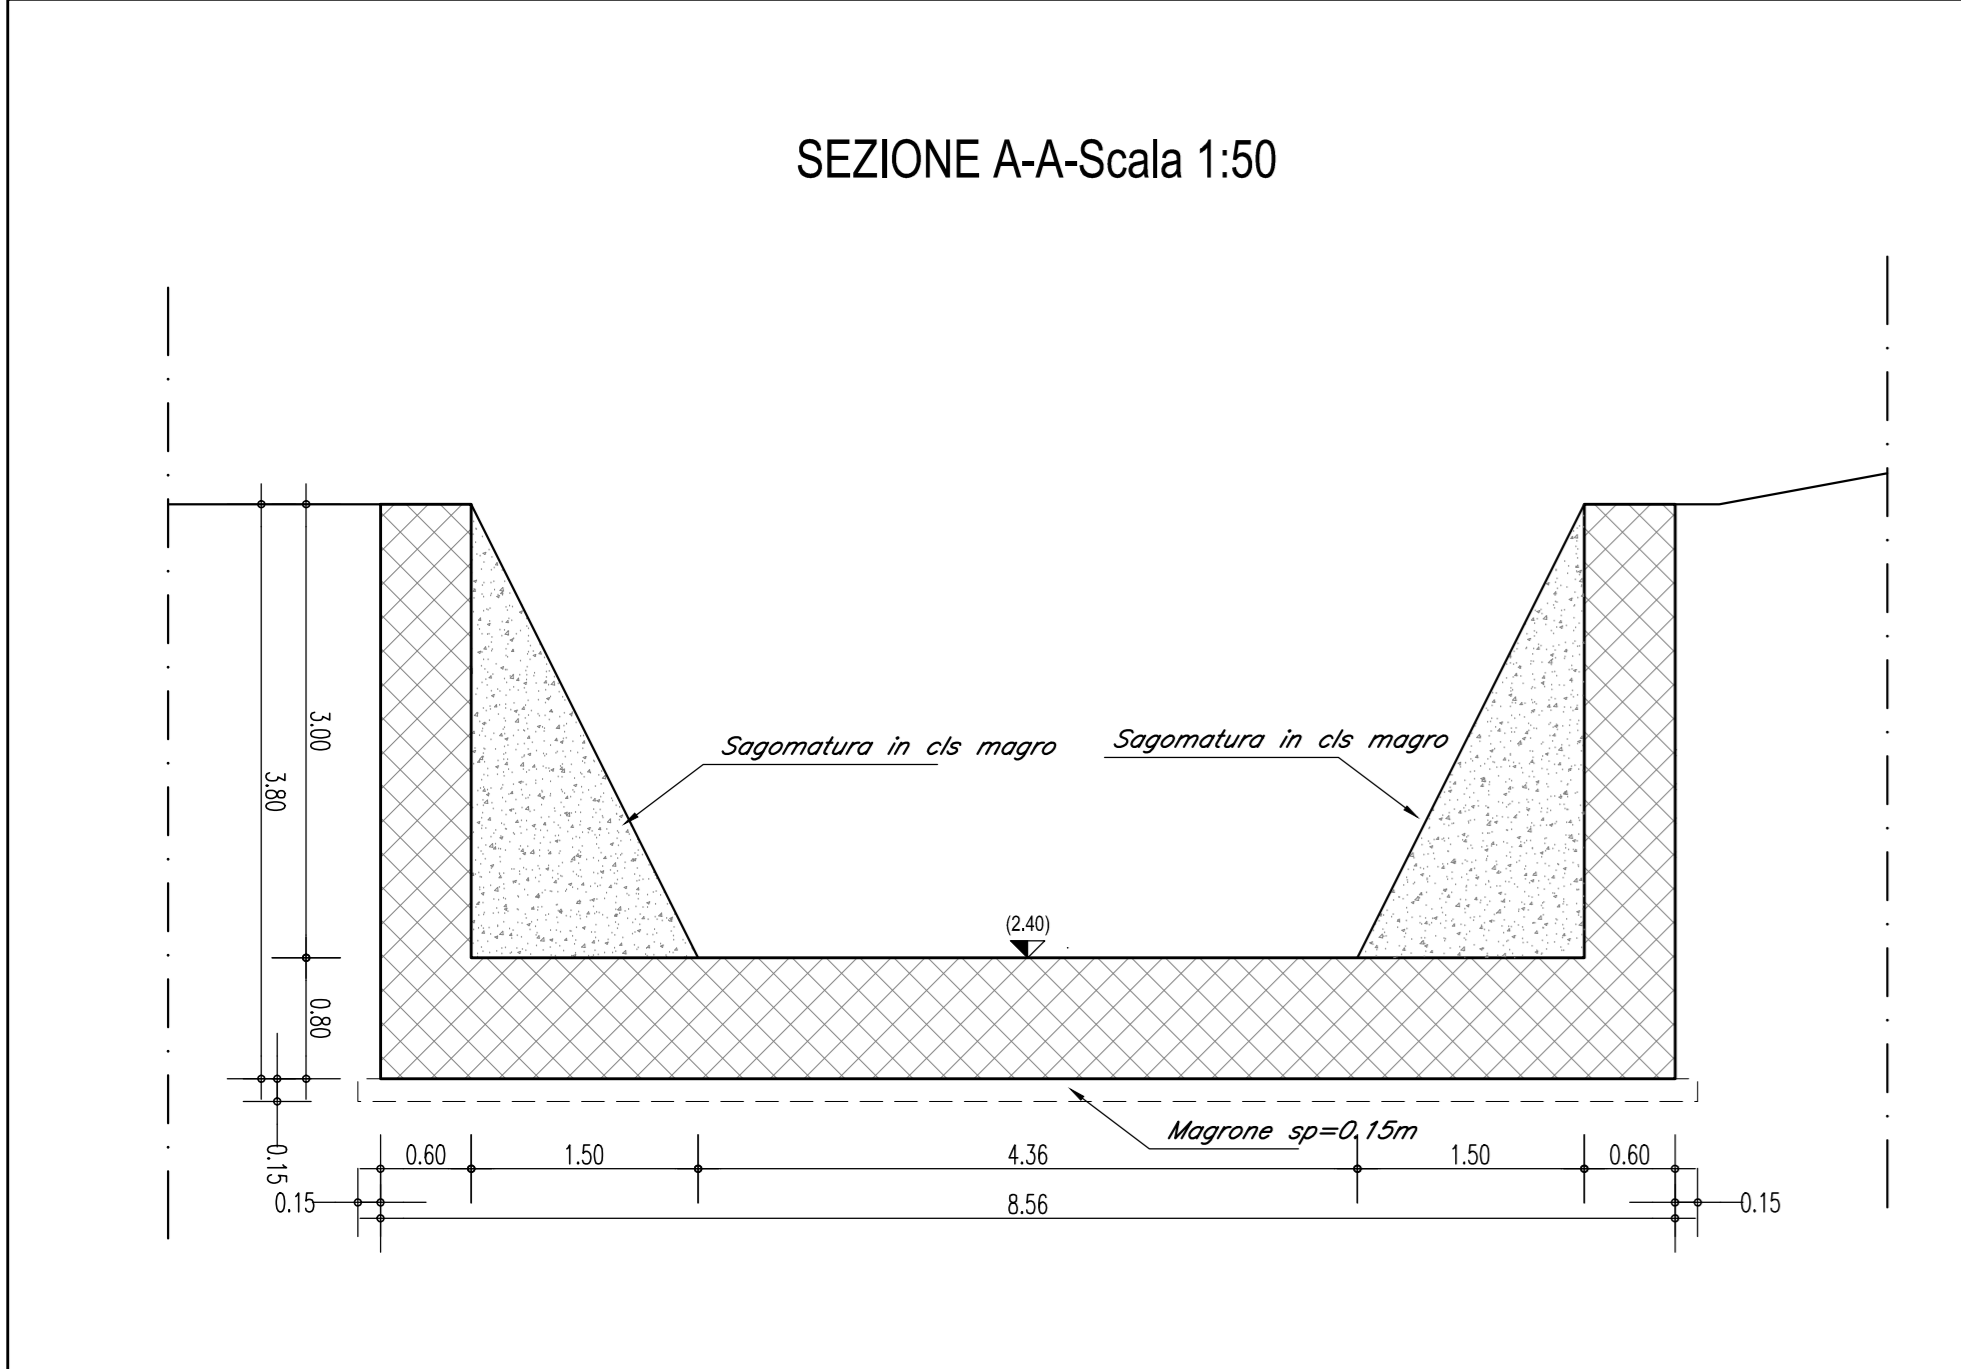 SEZIONE A-A-Scala 1:50
3.00
3.80
0.80
0.15
Sagomatura in cls magro
Sagomatura in cls magro
(2.40)
Magrone sp=0.15m
0.60 1.50 4.36 1.50 0.60
0.15 8.56 0.15